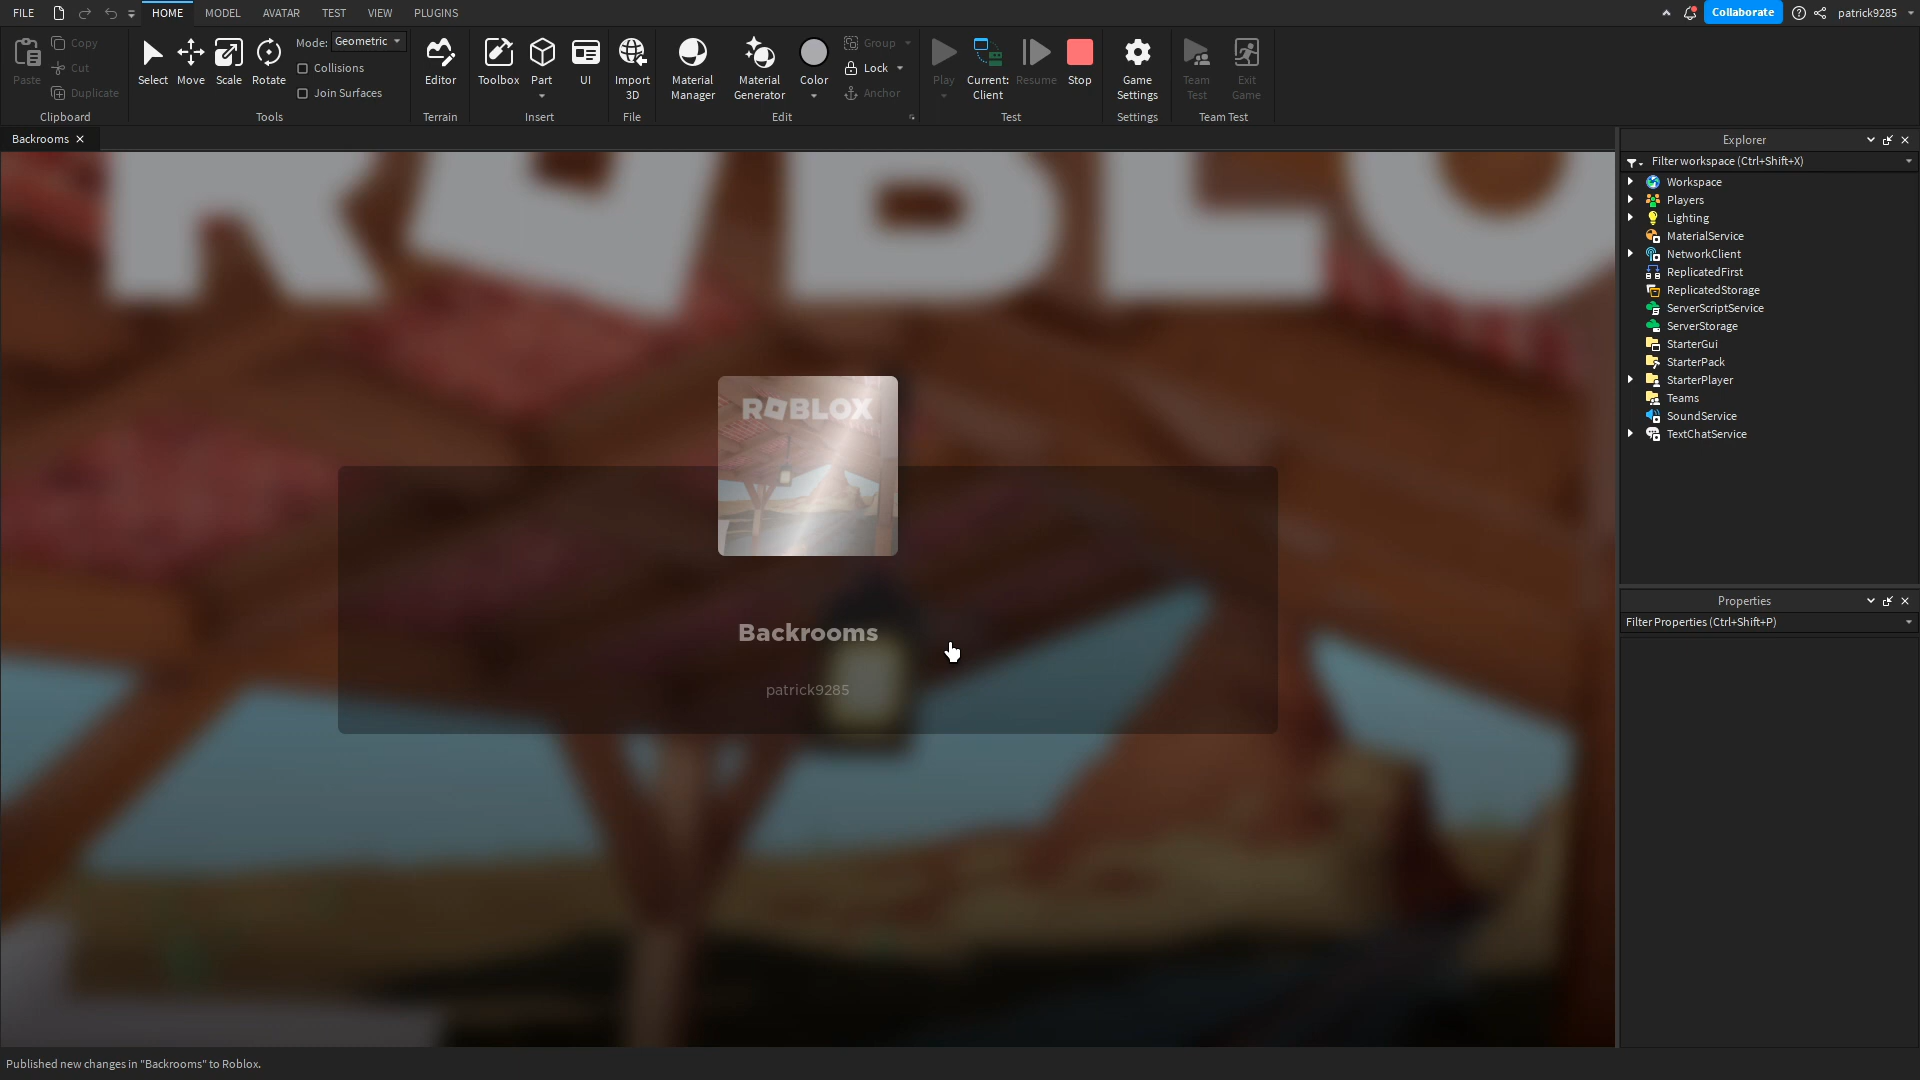 FILE HOME MODEL AVATAR TEST VIEW PLUGINS Collaborate patrick9285
Paste Copy Cut Duplicate Clipboard
Select Move Scale Rotate Mode: Geometric Collisions Join Surfaces Tools
Editor Terrain
Toolbox Part UI Insert
Import 3D File
Material Manager Material Generator Color Group Lock Anchor Edit
Play Current: Client Resume Stop Test
Game Settings Settings
Team Test Exit Game Team Test
Backrooms
ROBLO
ROBLOX
Backrooms
patrick9285
Explorer
Filter workspace (Ctrl+Shift+X)
Workspace
Players
Lighting
MaterialService
NetworkClient
ReplicatedFirst
ReplicatedStorage
ServerScriptService
ServerStorage
StarterGui
StarterPack
StarterPlayer
Teams
SoundService
TextChatService
Properties
Filter Properties (Ctrl+Shift+P)
Published new changes in "Backrooms" to Roblox.